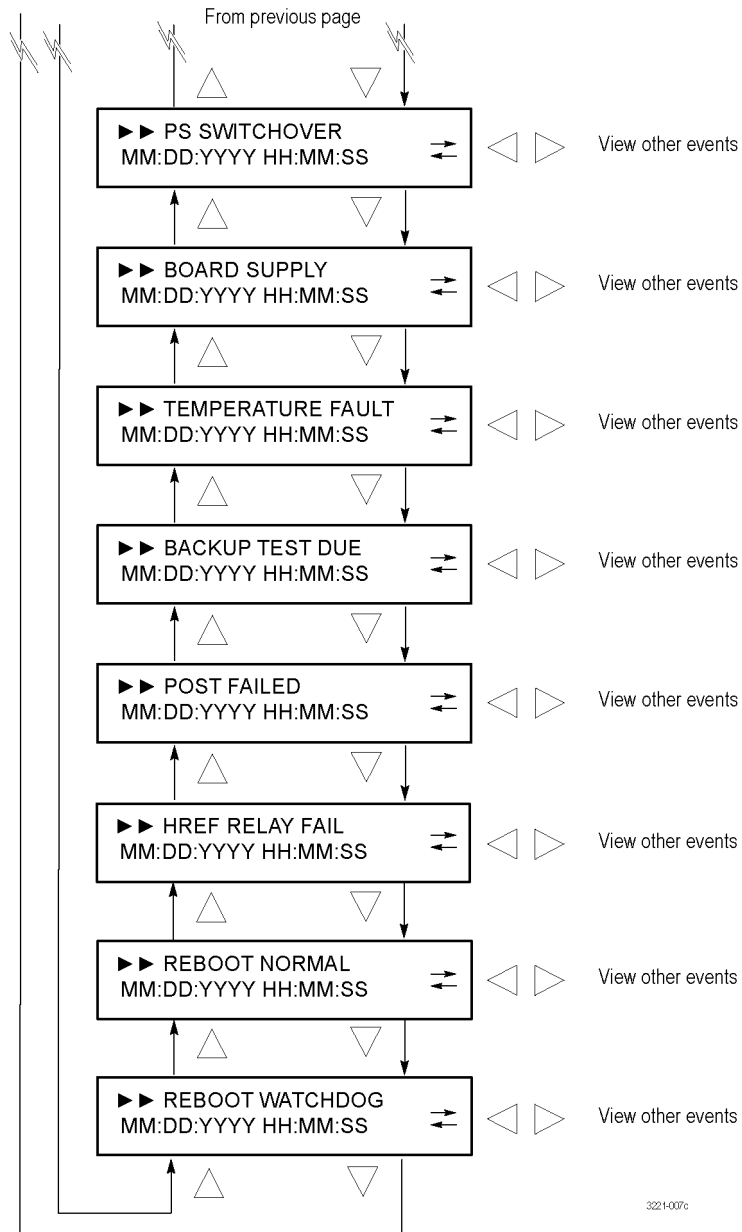 From previous page
►► PS SWITCHOVER
MM:DD:YYYY HH:MM:SS
View other events
►► BOARD SUPPLY
MM:DD:YYYY HH:MM:SS
View other events
►► TEMPERATURE FAULT
MM:DD:YYYY HH:MM:SS
View other events
►► BACKUP TEST DUE
MM:DD:YYYY HH:MM:SS
View other events
►► POST FAILED
MM:DD:YYYY HH:MM:SS
View other events
►► HREF RELAY FAIL
MM:DD:YYYY HH:MM:SS
View other events
►► REBOOT NORMAL
MM:DD:YYYY HH:MM:SS
View other events
►► REBOOT WATCHDOG
MM:DD:YYYY HH:MM:SS
View other events
3221-007c